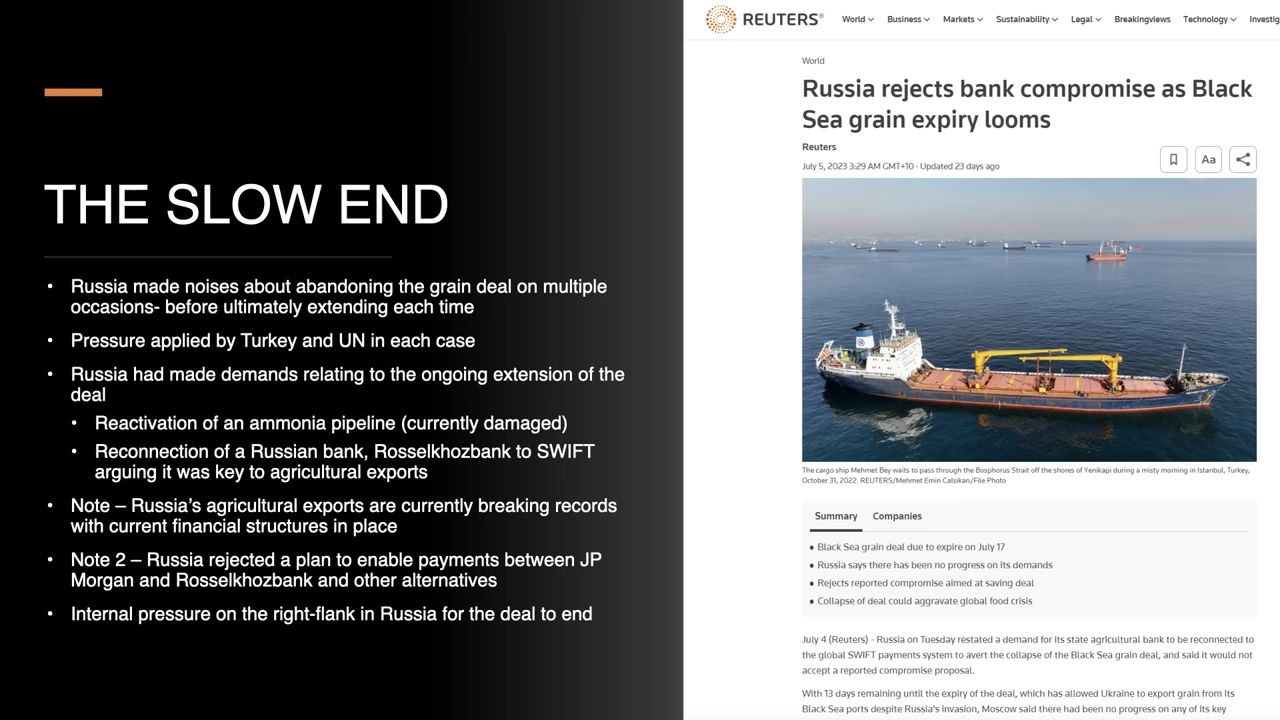 THE SLOW END
• Russia made noises about abandoning the grain deal on multiple
occasions- before ultimately extending each time
• Pressure applied by Turkey and UN in each case
• Russia had made demands relating to the ongoing extension of the
deal
• Reactivation of an ammonia pipeline (currently damaged)
• Reconnection of a Russian bank, Rosselkhozbank to SWIFT
arguing it was key to agricultural exports
• Note – Russia’s agricultural exports are currently breaking records
with current financial structures in place
• Note 2 – Russia rejected a plan to enable payments between JP
Morgan and Rosselkhozbank and other alternatives
• Internal pressure on the right-flank in Russia for the deal to end
REUTERS® World Business Markets Sustainability Legal Breakingviews Technology Investig
World
Russia rejects bank compromise as Black
Sea grain expiry looms
Reuters
July 5, 2023 3:29 AM GMT+10 · Updated 23 days ago
Aa
The cargo ship Mehmet Bey waits to pass through the Bosphorus Strait off the shores of Yenikapi during a misty morning in Istanbul, Turkey,
October 31, 2022. REUTERS/Mehmet Emin Calsikan/File Photo
Summary Companies
• Black Sea grain deal due to expire on July 17
• Russia says there has been no progress on its demands
• Rejects reported compromise aimed at saving deal
• Collapse of deal could aggravate global food crisis
July 4 (Reuters) - Russia on Tuesday restated a demand for its state agricultural bank to be reconnected to
the global SWIFT payments system to avert the collapse of the Black Sea grain deal, and said it would not
accept a reported compromise proposal.
With 13 days remaining until the expiry of the deal, which has allowed Ukraine to export grain from its
Black Sea ports despite Russia's invasion, Moscow said there had been no progress on any of its key